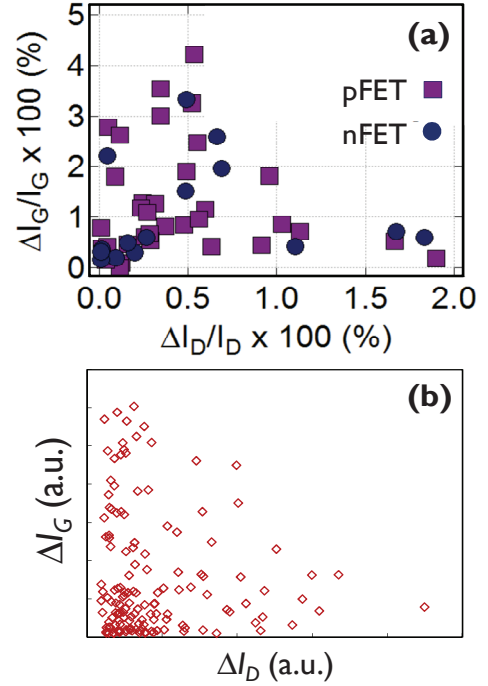 (a)
pFET
nFET
ΔI_G/I_G x 100 (%)
5
4
3
2
1
0
0.0 0.5 1.0 1.5 2.0
ΔI_D/I_D x 100 (%)
(b)
ΔI_G (a.u.)
ΔI_D (a.u.)